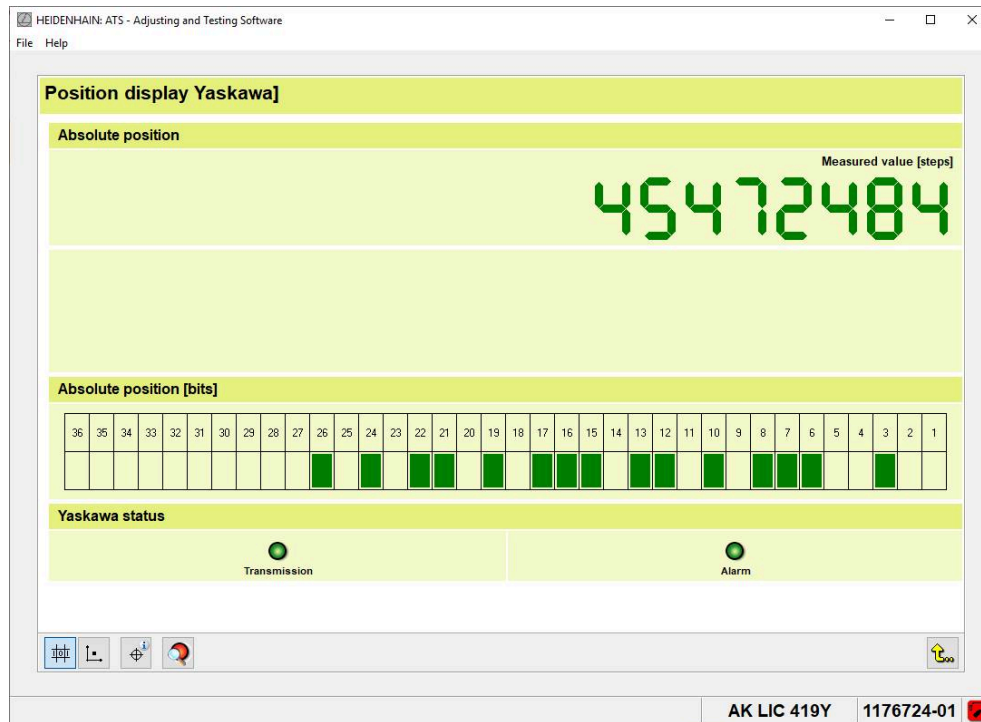 HEIDENHAIN: ATS - Adjusting and Testing Software
File Help
Position display Yaskawa]
Absolute position
Measured value [steps]
45472484
Absolute position [bits]
36 35 34 33 32 31 30 29 28 27 26 25 24 23 22 21 20 19 18 17 16 15 14 13 12 11 10 9 8 7 6 5 4 3 2 1
Yaskawa status
Transmission Alarm
AK LIC 419Y 1176724-01